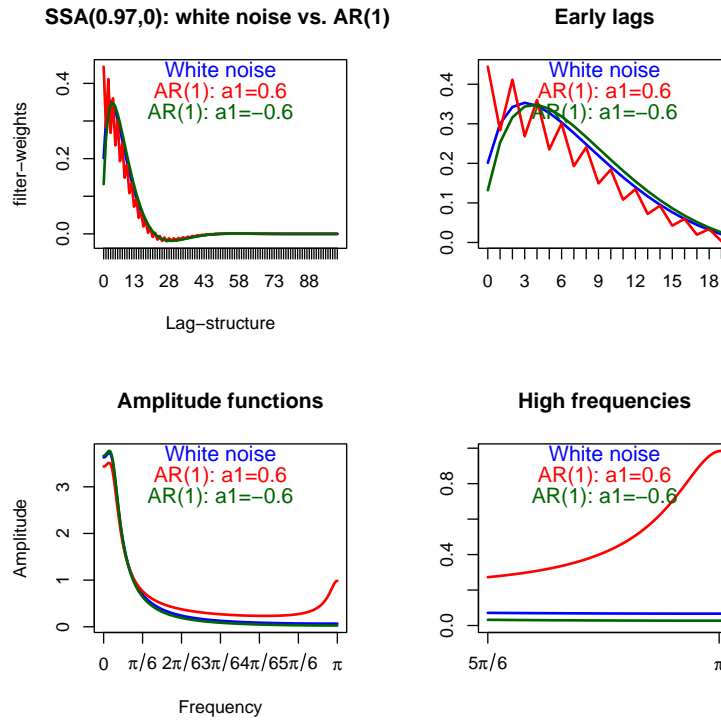 SSA(0.97,0): white noise vs. AR(1)
White noise
AR(1): a1=0.6
AR(1): a1=−0.6
filter−weights
0.0 0.2 0.4
0 13 28 43 58 73 88
Lag−structure
Early lags
White noise
AR(1): a1=0.6
AR(1): a1=−0.6
0.0 0.1 0.2 0.3 0.4
0 3 6 9 12 15 18
Amplitude functions
White noise
AR(1): a1=0.6
AR(1): a1=−0.6
Amplitude
0 1 2 3
0 π/6 2π/6 3π/6 4π/6 5π/6 π
Frequency
High frequencies
White noise
AR(1): a1=0.6
AR(1): a1=−0.6
0.0 0.4 0.8
5π/6 π